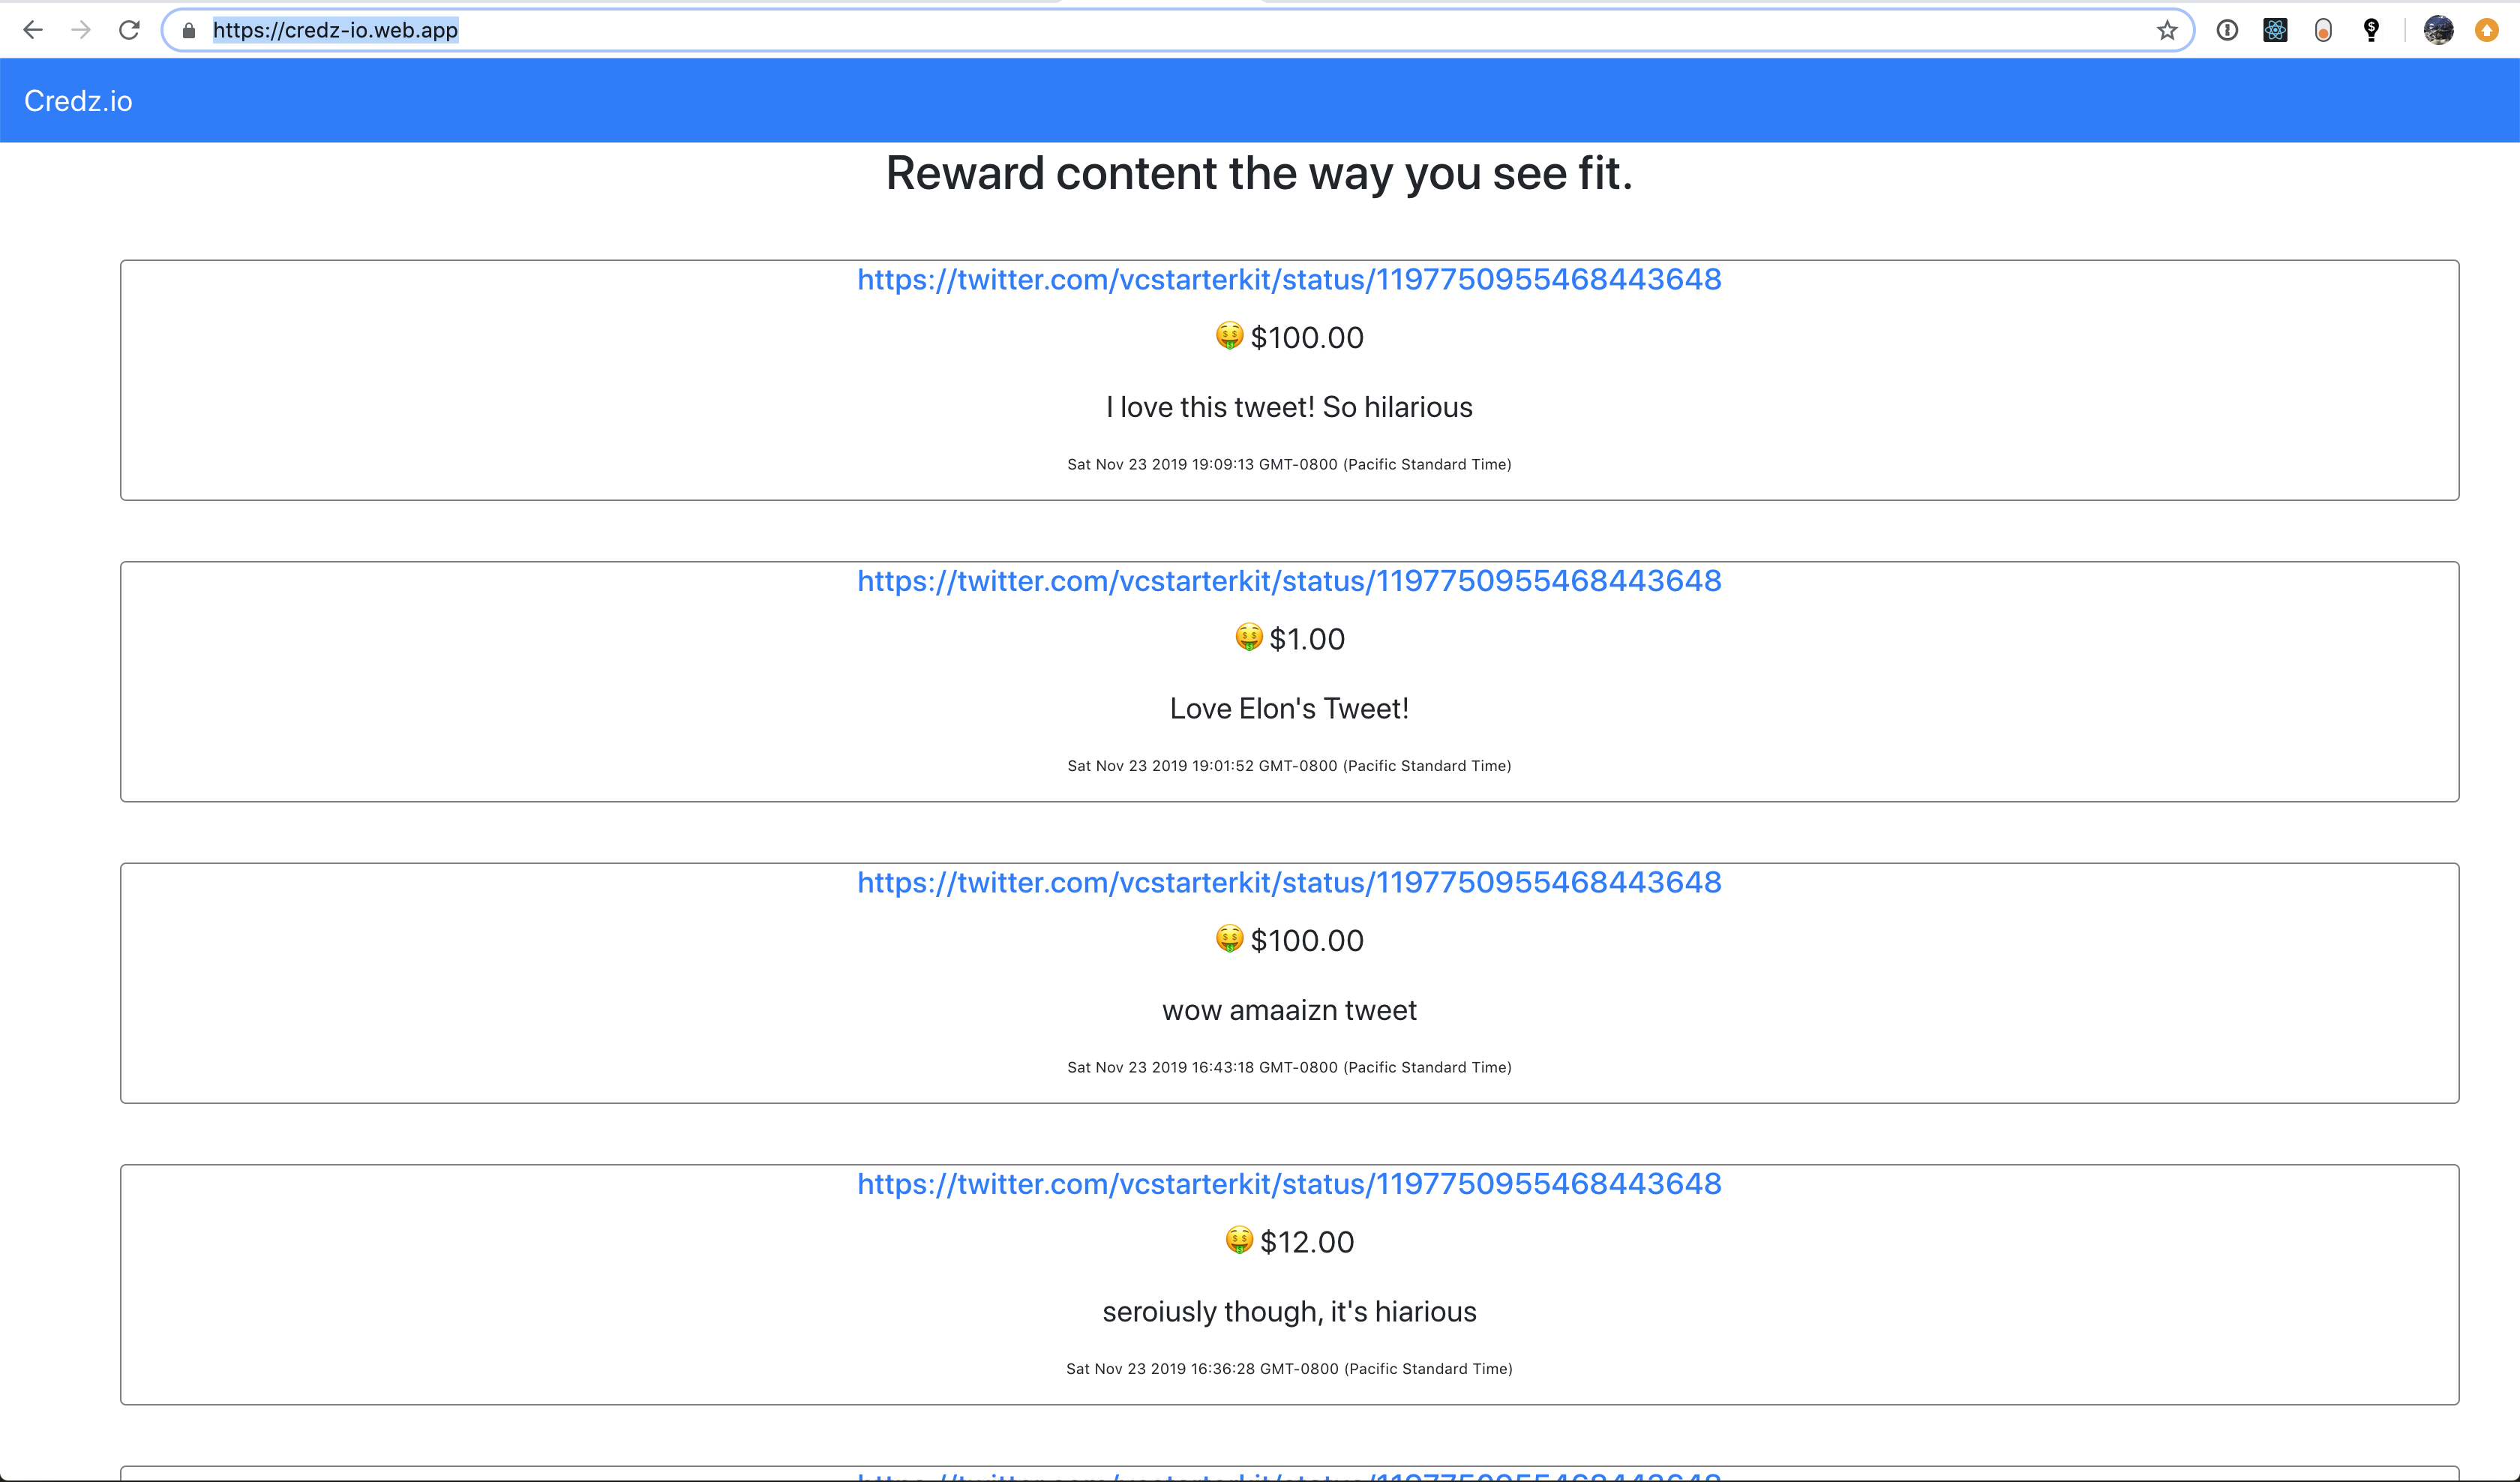 https://credz-io.web.app
Credz.io
Reward content the way you see fit.
https://twitter.com/vcstarterkit/status/1197750955468443648
🤑 $100.00
I love this tweet! So hilarious
Sat Nov 23 2019 19:09:13 GMT-0800 (Pacific Standard Time)
https://twitter.com/vcstarterkit/status/1197750955468443648
🤑 $1.00
Love Elon's Tweet!
Sat Nov 23 2019 19:01:52 GMT-0800 (Pacific Standard Time)
https://twitter.com/vcstarterkit/status/1197750955468443648
🤑 $100.00
wow amaaizn tweet
Sat Nov 23 2019 16:43:18 GMT-0800 (Pacific Standard Time)
https://twitter.com/vcstarterkit/status/1197750955468443648
🤑 $12.00
seroiusly though, it's hiarious
Sat Nov 23 2019 16:36:28 GMT-0800 (Pacific Standard Time)